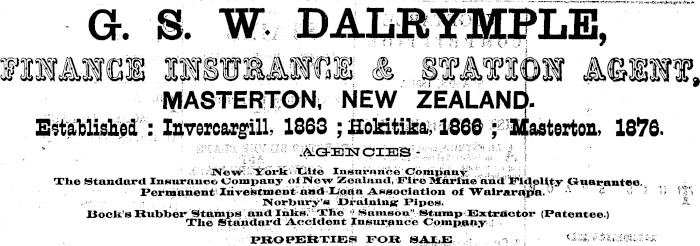 G. S. W. DALRYMPLE,
FINANCE INSURANCE & STATION AGENT,
MASTERTON, NEW ZEALAND.
Established : Invercargill, 1863 ; Hokitika, 1866 ; Masterton, 1876.
AGENCIES -
New York Life Insurance Company
The Standard Insurance Company of New Zealand, Fire Marine and Fidelity Guarantee.
Permanent Investment and Loan Association of Wairarapa.
Norbury's Draining Pipes.
Bock's Rubber Stamps and Inks. The "Samson" Stump Extractor (Patentee.)
The Standard Accident Insurance Company
PROPERTIES FOR SALE